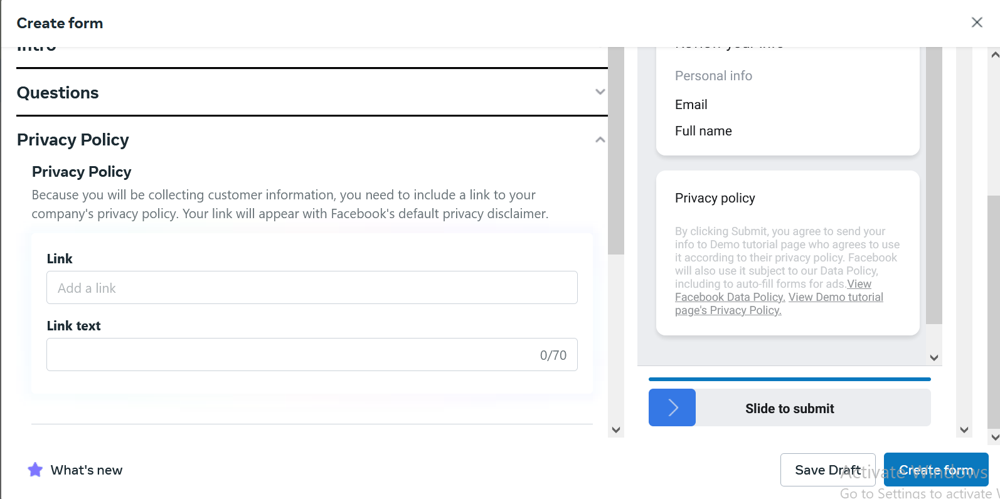 Create form
Intro
Questions
Privacy Policy
Privacy Policy
Because you will be collecting customer information, you need to include a link to your
company's privacy policy. Your link will appear with Facebook's default privacy disclaimer.
Link
Add a link
Link text
0/70
What's new
Review your info
Personal info
Email
Full name
Privacy policy
By clicking Submit, you agree to send your
info to Demo tutorial page who agrees to use
it according to their privacy policy. Facebook
will also use it subject to our Data Policy,
including to auto-fill forms for ads.View
Facebook Data Policy. View Demo tutorial
page's Privacy Policy.
Slide to submit
Save Draft
Create form
Activate Windows
Go to Settings to activate W